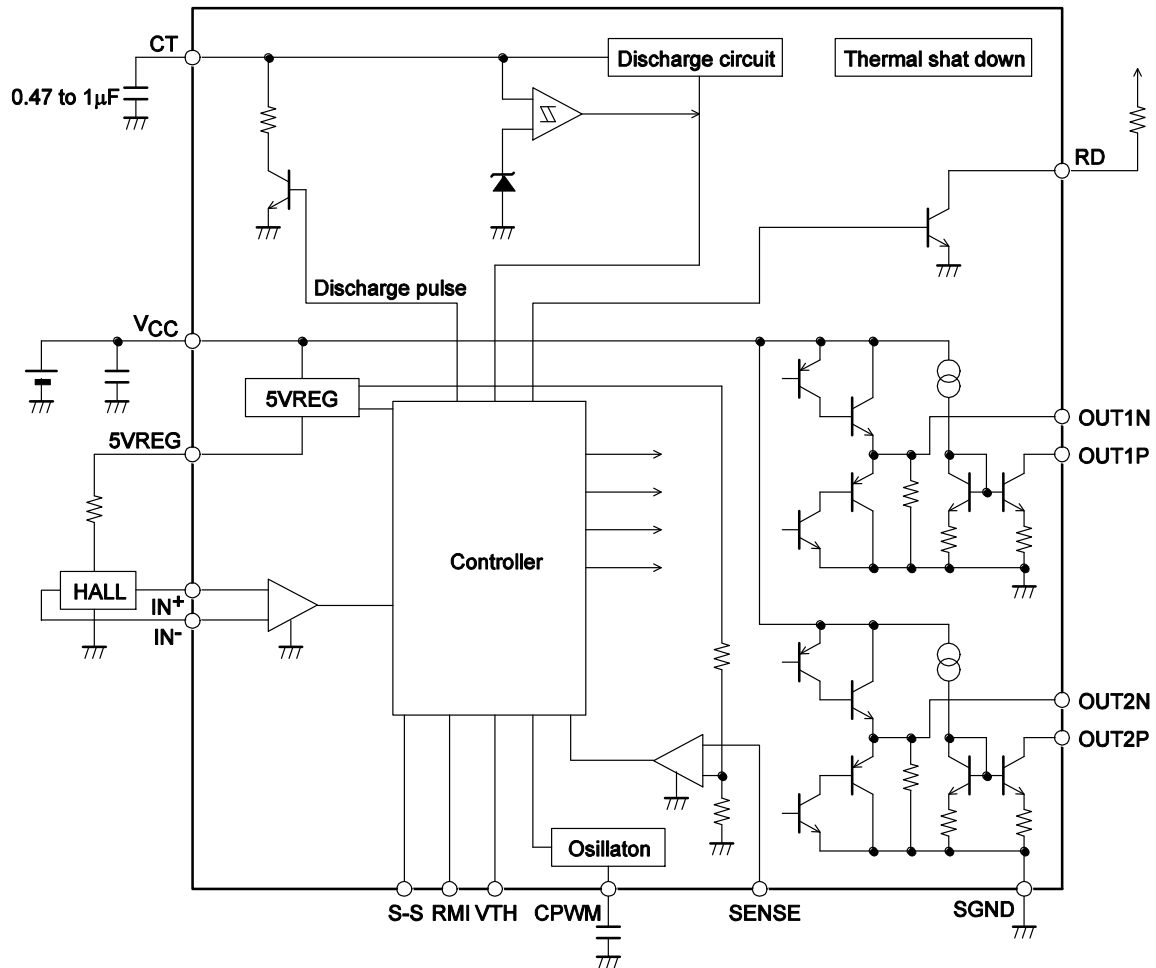 CT
Discharge circuit
Thermal shut down
0.47 to 1μF
RD
Discharge pulse
VCC
5VREG
OUT1N
5VREG
OUT1P
Controller
HALL
IN+
IN-
OUT2N
OUT2P
Osillaton
S-S RMI VTH CPWM SENSE SGND